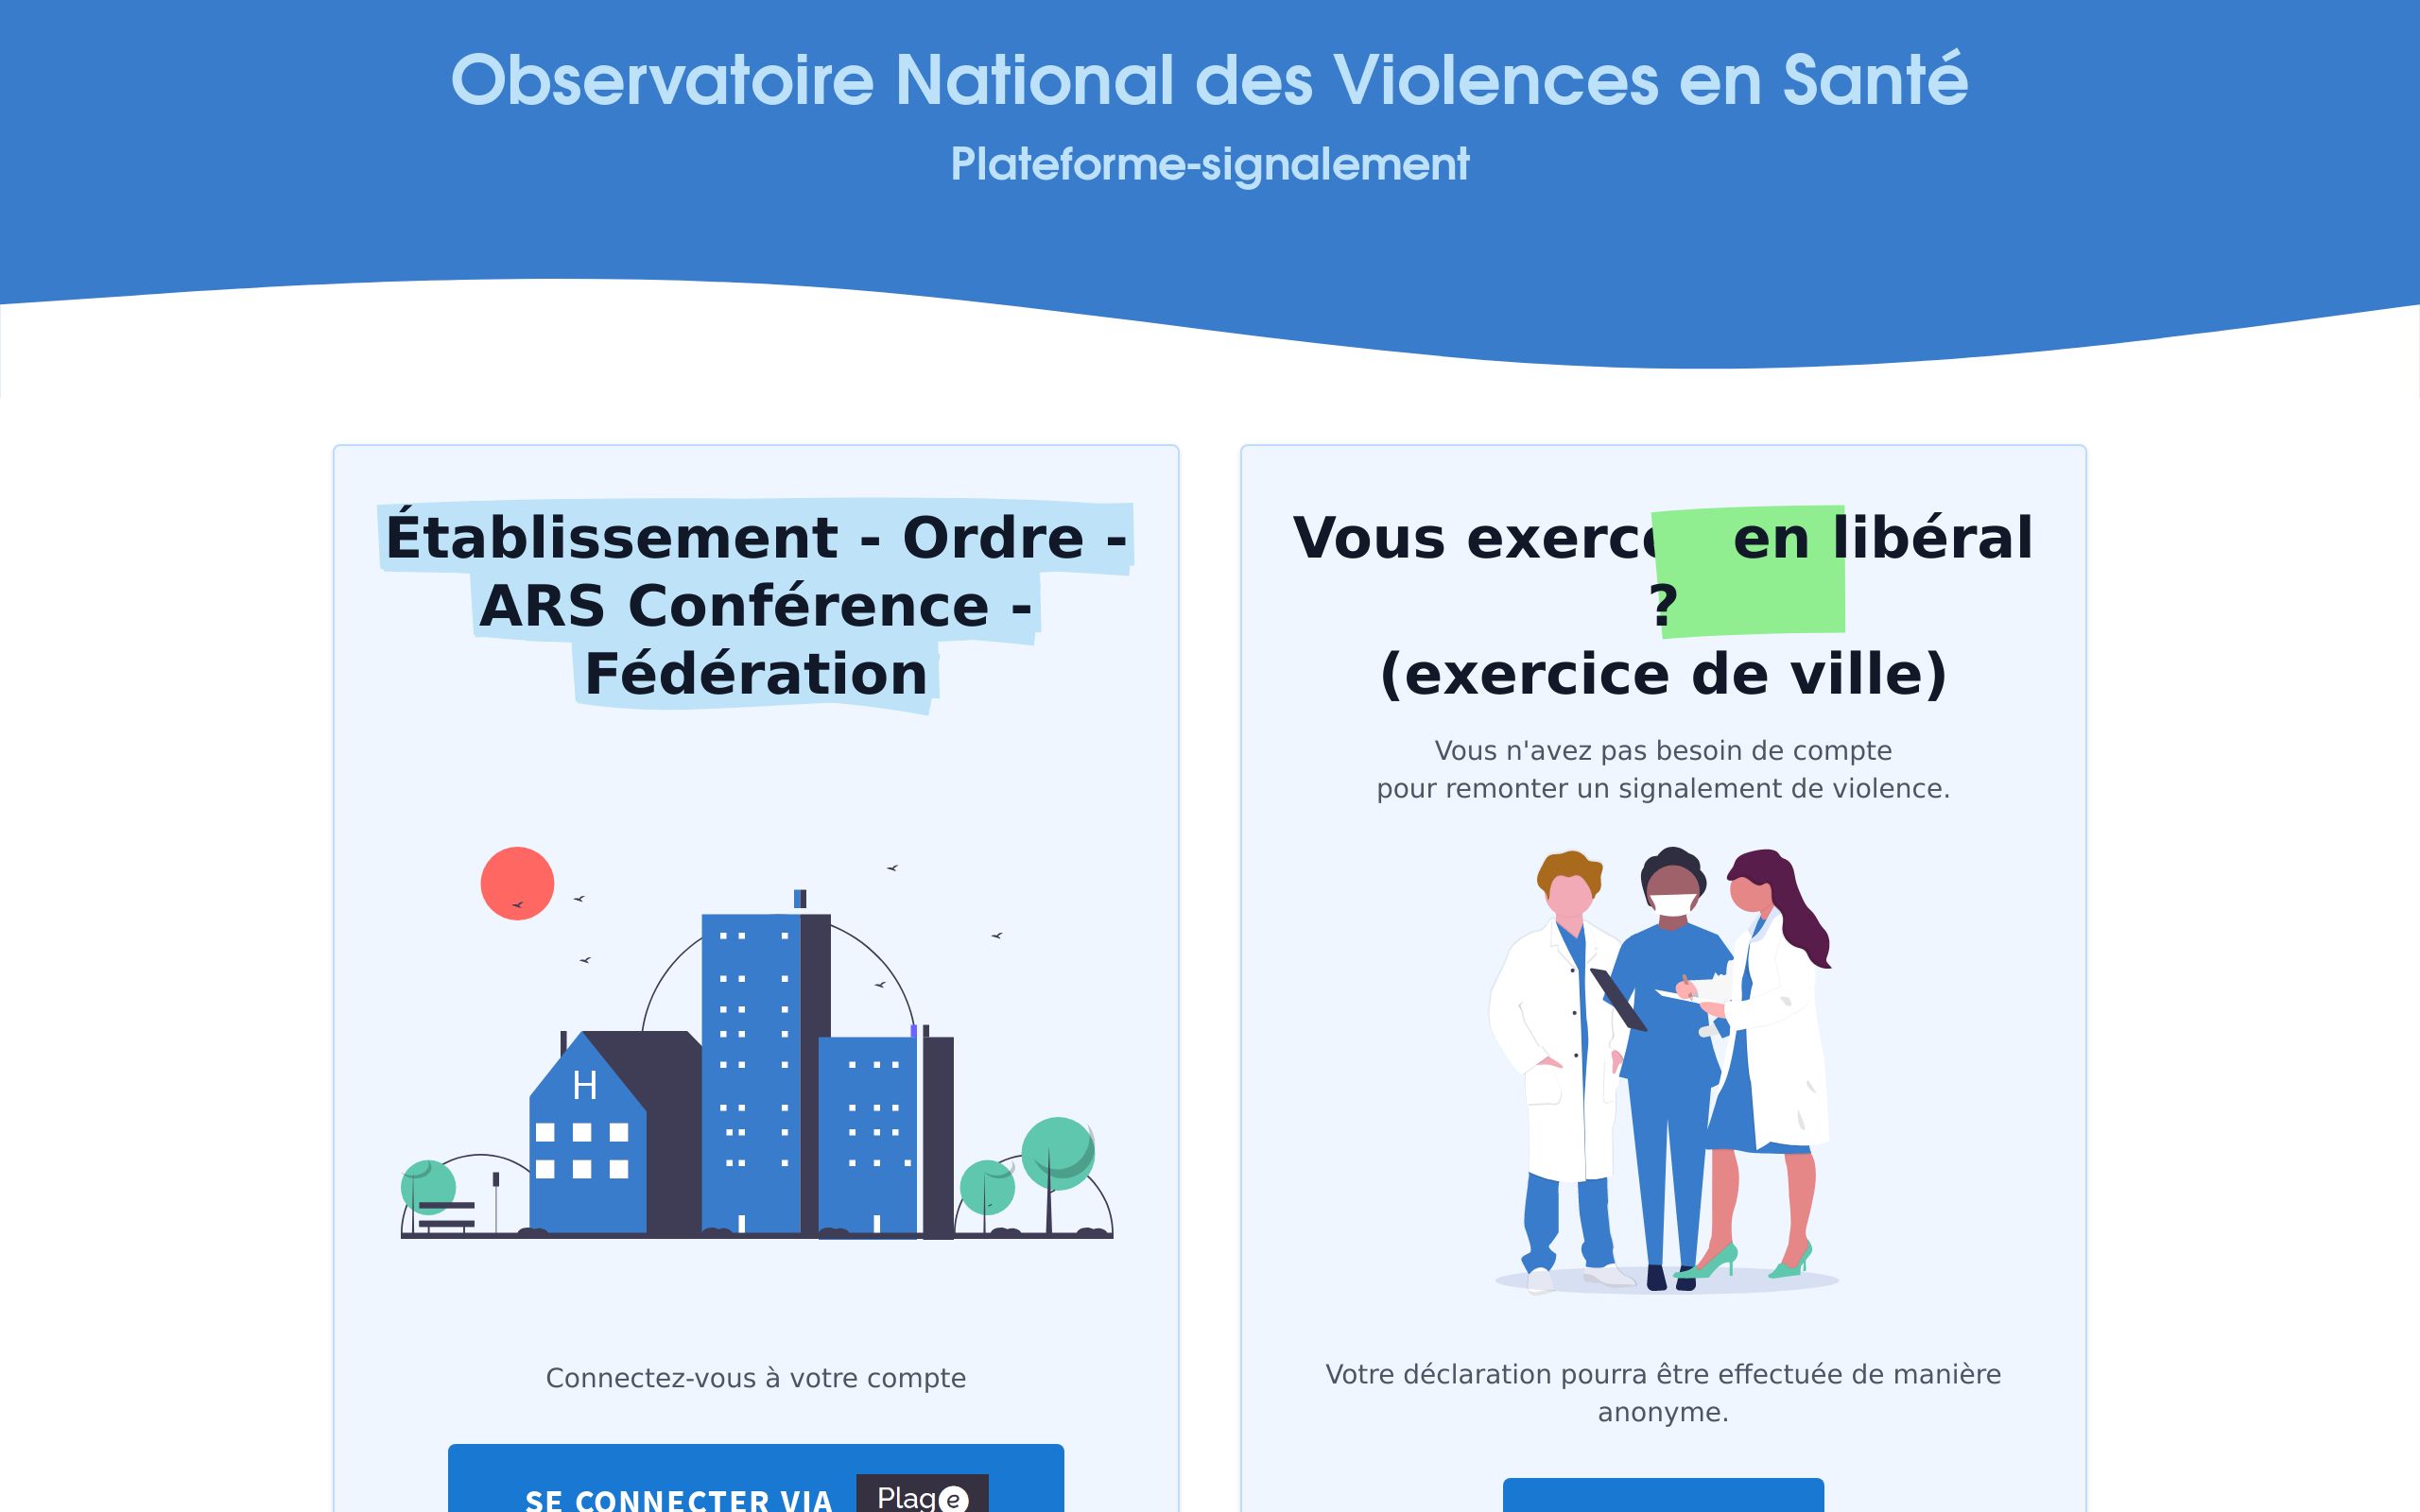 Observatoire National des Violences en Santé
Plateforme-signalement
Établissement - Ordre -
ARS Conférence -
Fédération
H
Connectez-vous à votre compte
SE CONNECTER VIA Plage
Vous en libéral
?
(exercice de ville)
Vous n'avez pas besoin de compte
pour remonter un signalement de violence.
Votre déclaration pourra être effectuée de manière
anonyme.